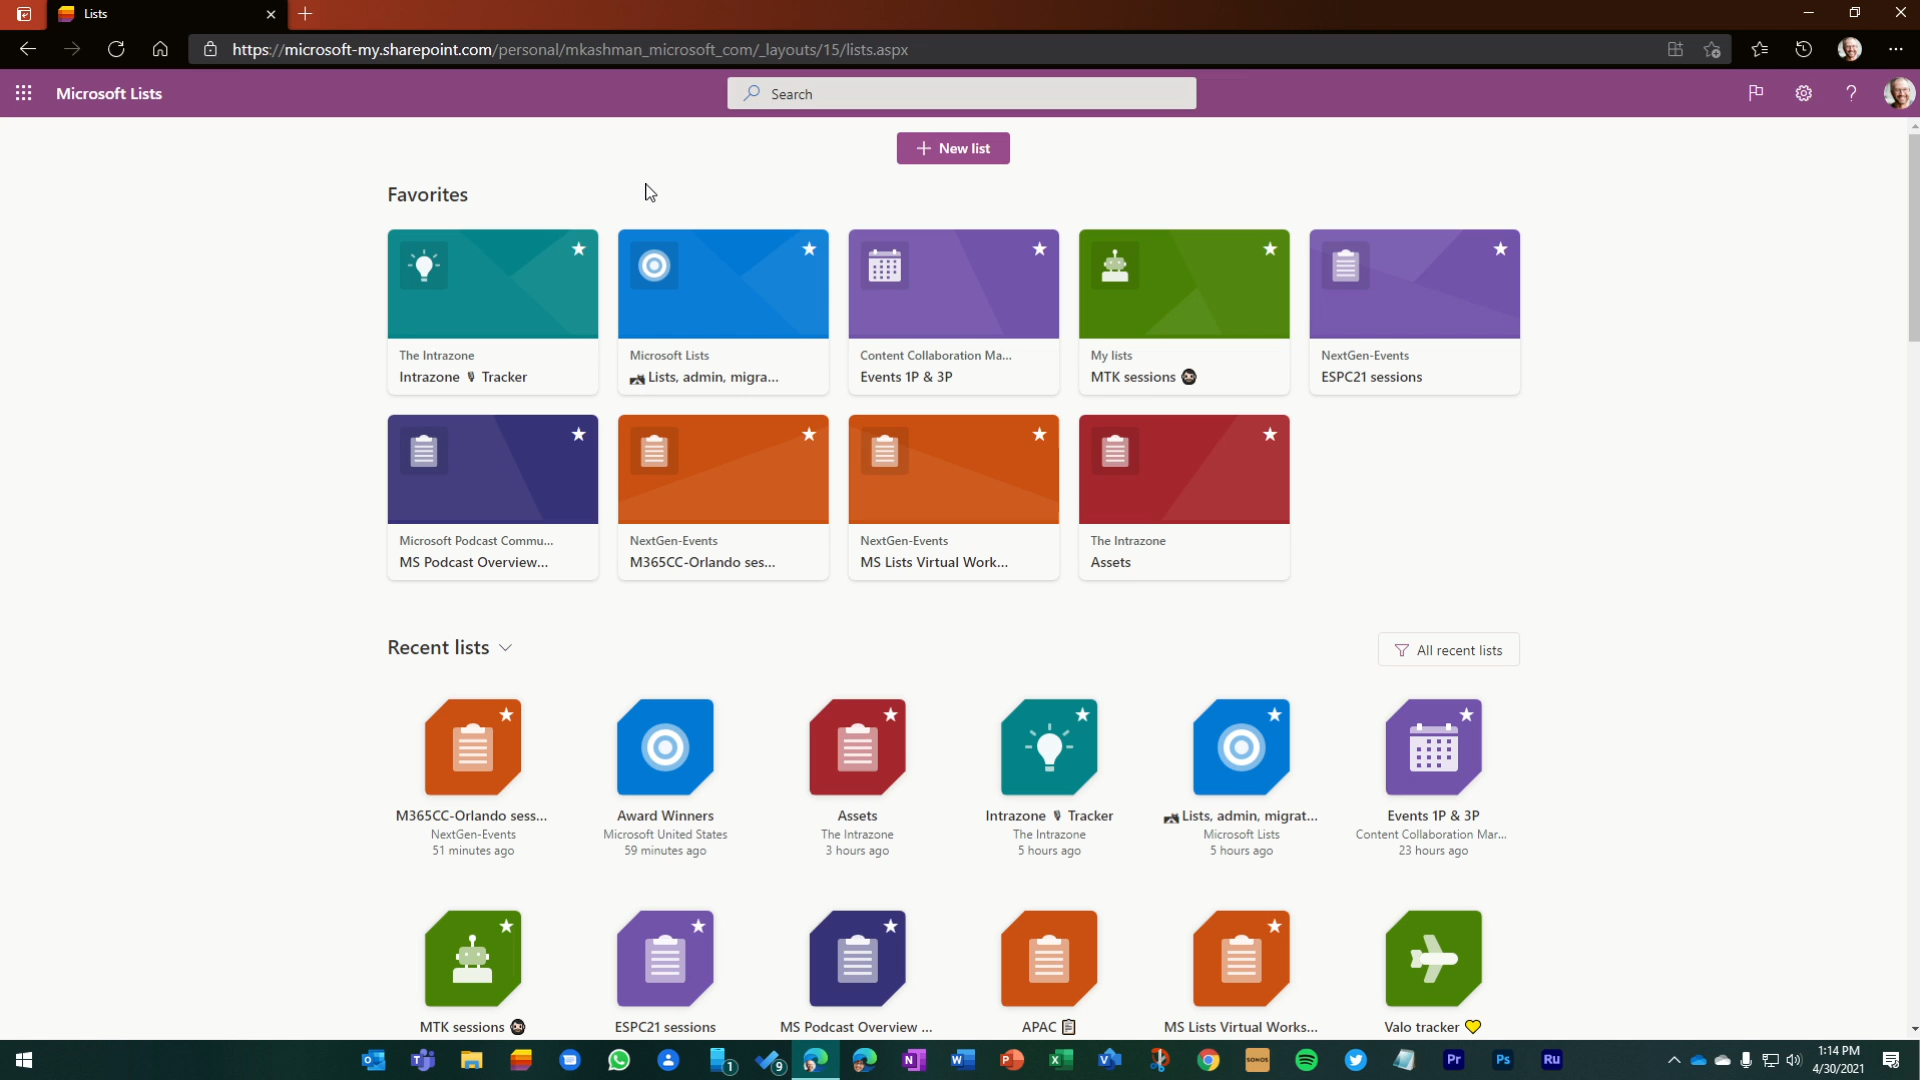 Lists
https://microsoft-my.sharepoint.com/personal/mkashman_microsoft_com/_layouts/15/lists.aspx
Microsoft Lists
Search
New list
Favorites
The Intrazone
Intrazone 🎙 Tracker
Microsoft Lists
Lists, admin, migra...
Content Collaboration Ma...
Events 1P & 3P
My lists
MTK sessions
NextGen-Events
ESPC21 sessions
Microsoft Podcast Commu...
MS Podcast Overview...
NextGen-Events
M365CC-Orlando ses...
NextGen-Events
MS Lists Virtual Work...
The Intrazone
Assets
Recent lists
All recent lists
M365CC-Orlando sess...
NextGen-Events
51 minutes ago
Award Winners
Microsoft United States
59 minutes ago
Assets
The Intrazone
3 hours ago
Intrazone 🎙 Tracker
The Intrazone
5 hours ago
Lists, admin, migrat...
Microsoft Lists
5 hours ago
Events 1P & 3P
Content Collaboration Mar...
23 hours ago
MTK sessions
ESPC21 sessions
MS Podcast Overview ...
APAC 📋
MS Lists Virtual Works...
Valo tracker 💛
1
9
SONOS
Pr
Ps
Ru
1:14 PM
4/30/2021